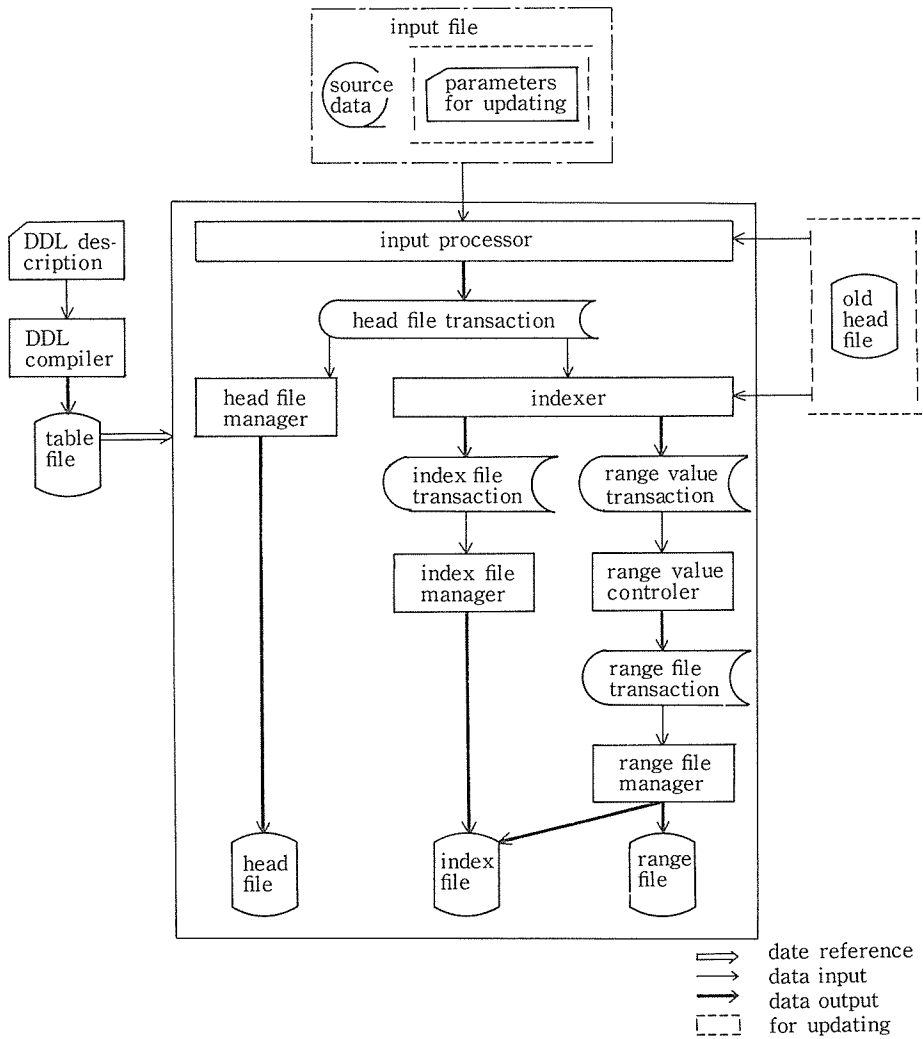 input file
source
data
parameters
for updating
DDL des-
cription
DDL
compiler
table
file
input processor
head file transaction
old
head
file
head file
manager
indexer
index file
transaction
range value
transaction
index file
manager
range value
controler
range file
transaction
range file
manager
head
file
index
file
range
file
date reference
data input
data output
for updating